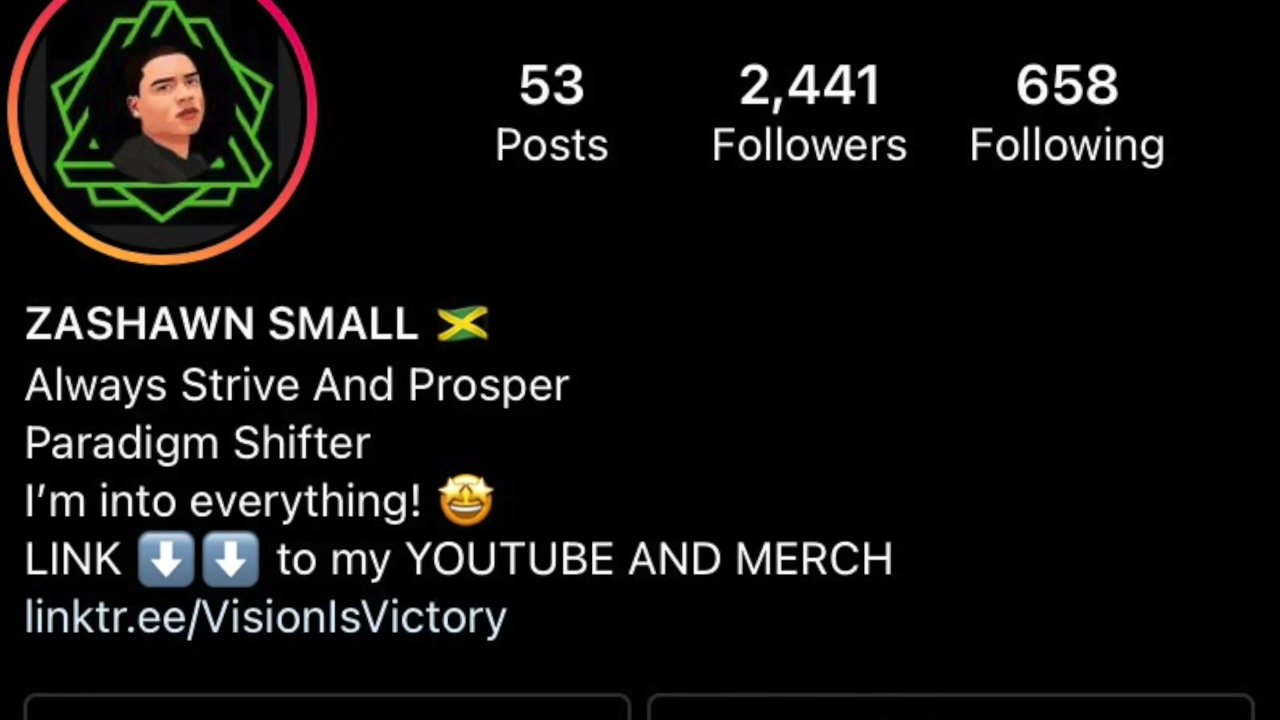 53 2,441 658
Posts Followers Following
ZASHAWN SMALL 🇯🇲
Always Strive And Prosper
Paradigm Shifter
I’m into everything! 🤩
LINK ⬇️⬇️ to my YOUTUBE AND MERCH
linktr.ee/VisionIsVictory